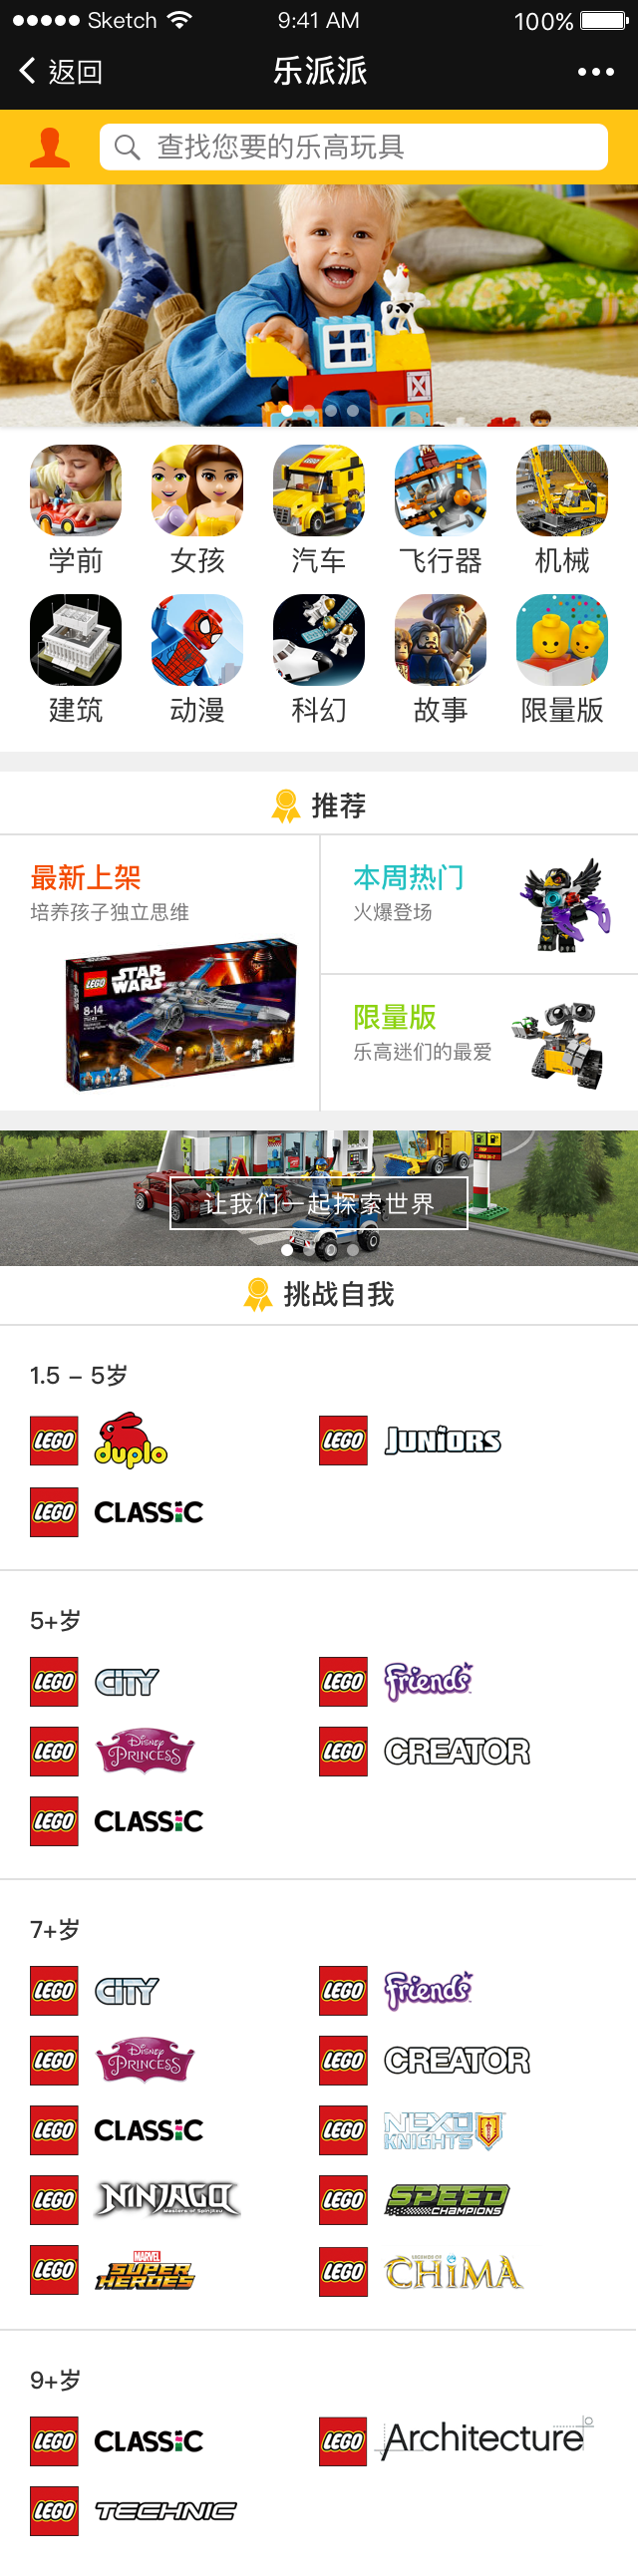 Sketch 9:41 AM 100%
返回 乐派派
查找您要的乐高玩具
学前 女孩 汽车 飞行器 机械
建筑 动漫 科幻 故事 限量版
推荐
最新上架
培养孩子独立思维
LEGO STAR WARS
8-14
75149
Disney
本周热门
火爆登场
限量版
乐高迷们的最爱
让我们一起探索世界
挑战自我
1.5 – 5岁
LEGO duplo LEGO JUNIORS
LEGO CLASSIC
5+岁
LEGO CITY LEGO friends
LEGO Disney PRINCESS LEGO CREATOR
LEGO CLASSIC
7+岁
LEGO CITY LEGO friends
LEGO Disney PRINCESS LEGO CREATOR
LEGO CLASSIC LEGO NEXO KNIGHTS
LEGO NINJAGO Masters of Spinjitzu LEGO SPEED CHAMPIONS
LEGO MARVEL SUPER HEROES LEGO LEGENDS OF CHIMA
9+岁
LEGO CLASSIC LEGO Architecture
LEGO TECHNIC